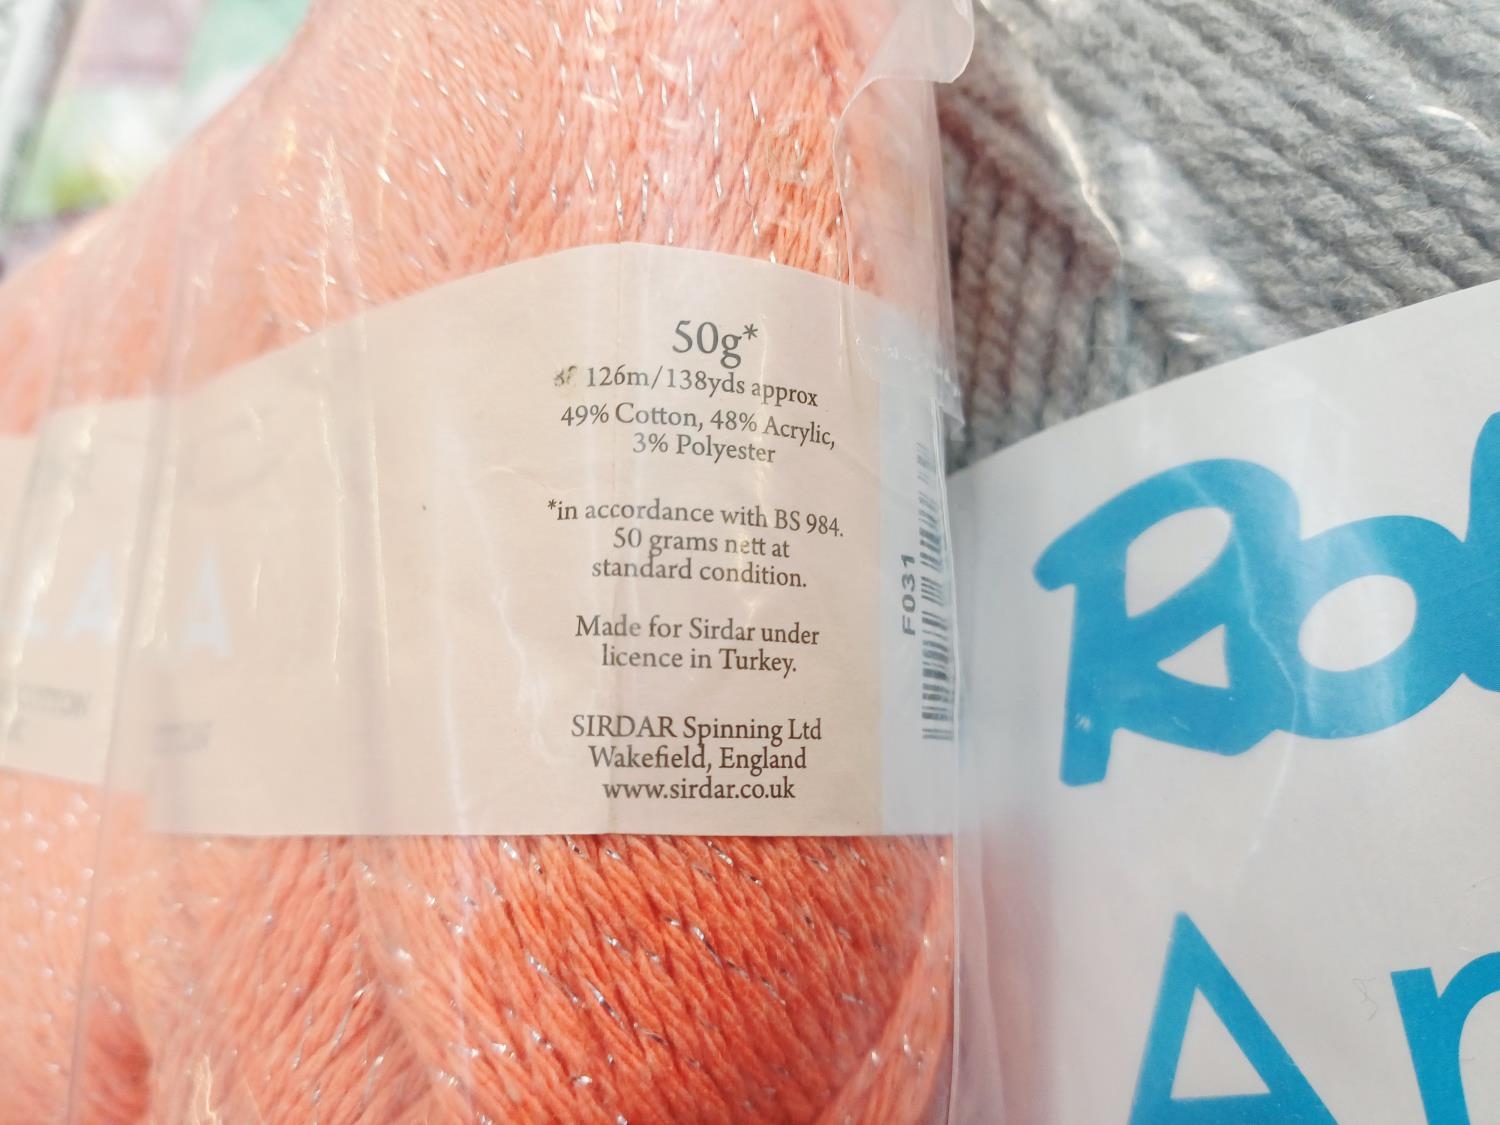 50g*
126m/138yds approx
49% Cotton, 48% Acrylic,
3% Polyester
*in accordance with BS 984.
50 grams nett at
standard condition.
Made for Sirdar under
licence in Turkey.
SIRDAR Spinning Ltd
Wakefield, England
www.sirdar.co.uk
F031